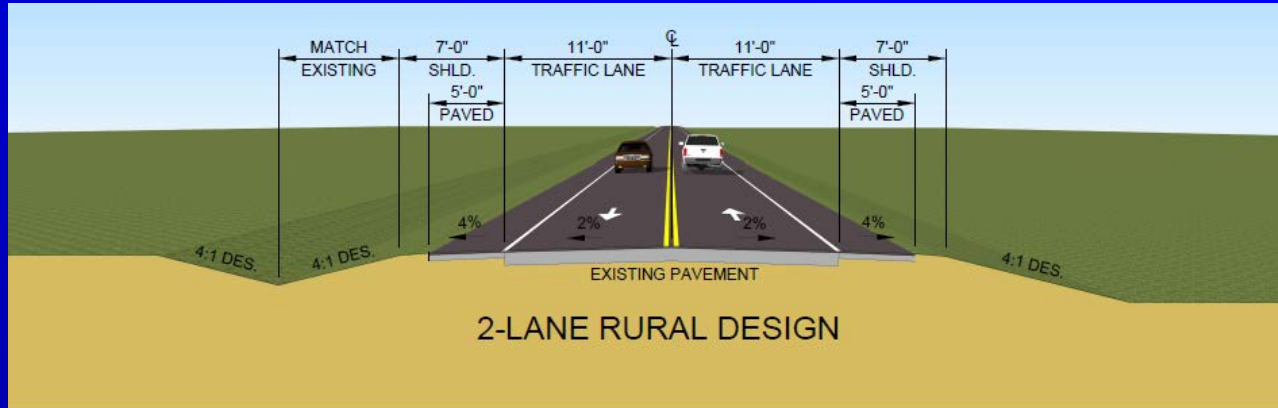 ℄
MATCH
EXISTING
7'-0"
SHLD.
5'-0"
PAVED
11'-0"
TRAFFIC LANE
11'-0"
TRAFFIC LANE
7'-0"
SHLD.
5'-0"
PAVED
4%
2%
2%
4%
4:1 DES.
4:1 DES.
4:1 DES.
EXISTING PAVEMENT
2-LANE RURAL DESIGN